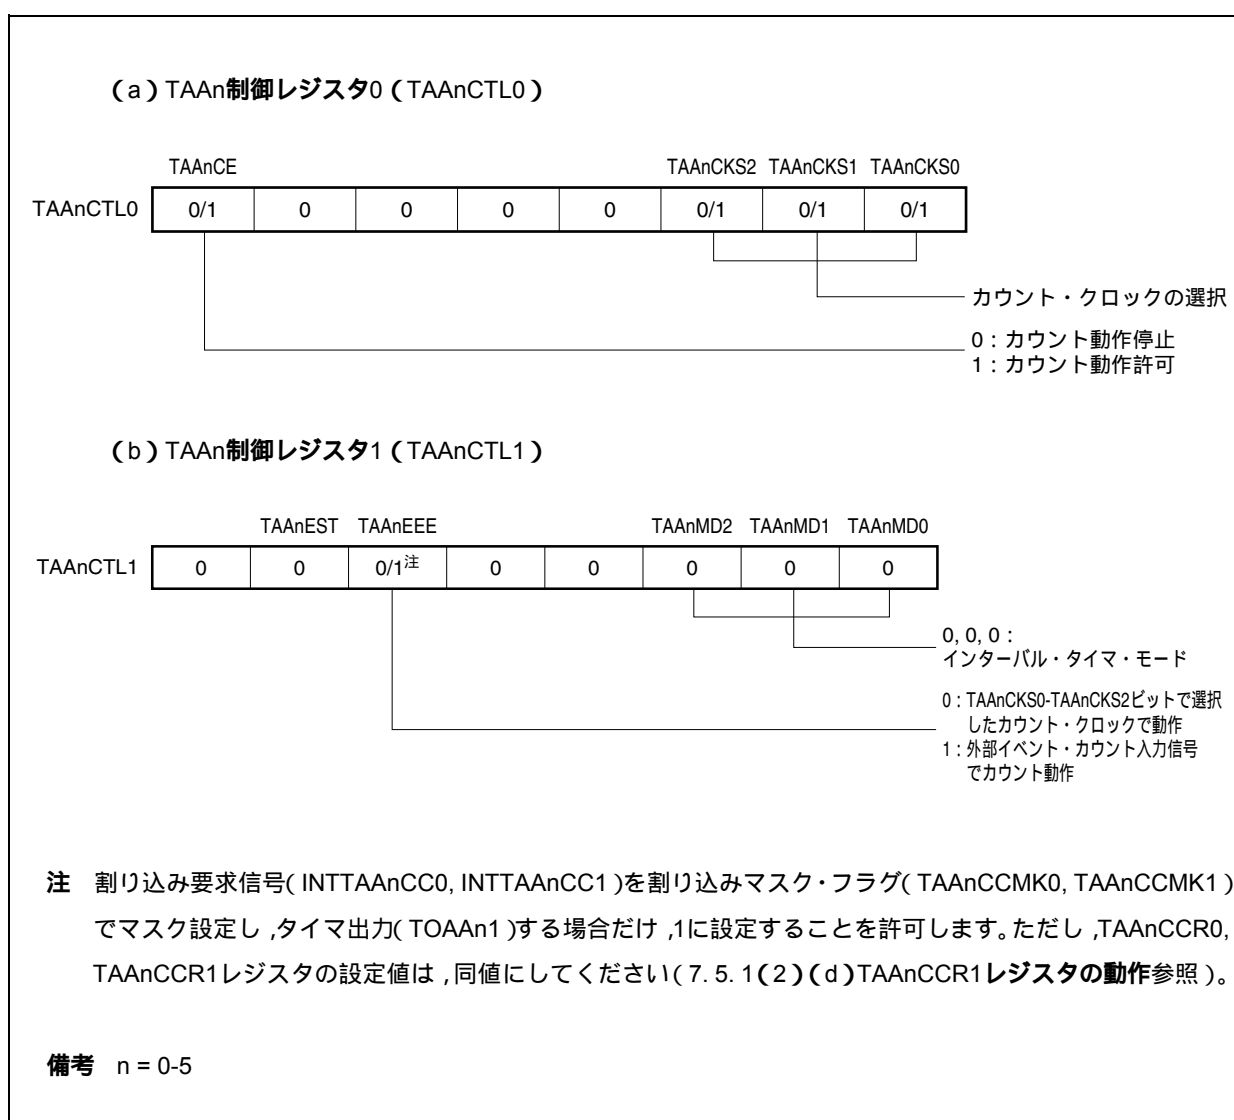 (a)TAAn制御レジスタ0(TAAnCTL0)
TAAnCE TAAnCKS2 TAAnCKS1 TAAnCKS0
TAAnCTL0 0/1 0 0 0 0 0/1 0/1 0/1
カウント・クロックの選択
0:カウント動作停止
1:カウント動作許可
(b)TAAn制御レジスタ1(TAAnCTL1)
TAAnEST TAAnEEE TAAnMD2 TAAnMD1 TAAnMD0
TAAnCTL1 0 0 0/1注 0 0 0 0 0
0, 0, 0:
インターバル・タイマ・モード
0:TAAnCKS0-TAAnCKS2ビットで選択
したカウント・クロックで動作
1:外部イベント・カウント入力信号
でカウント動作
注 割り込み要求信号(INTTAAnCC0, INTTAAnCC1)を割り込みマスク・フラグ(TAAnCCMK0, TAAnCCMK1)
でマスク設定し,タイマ出力(TOAAn1)する場合だけ,1に設定することを許可します。ただし,TAAnCCR0,
TAAnCCR1レジスタの設定値は,同値にしてください(7. 5. 1(2)(d)TAAnCCR1レジスタの動作参照)。
備考 n = 0-5